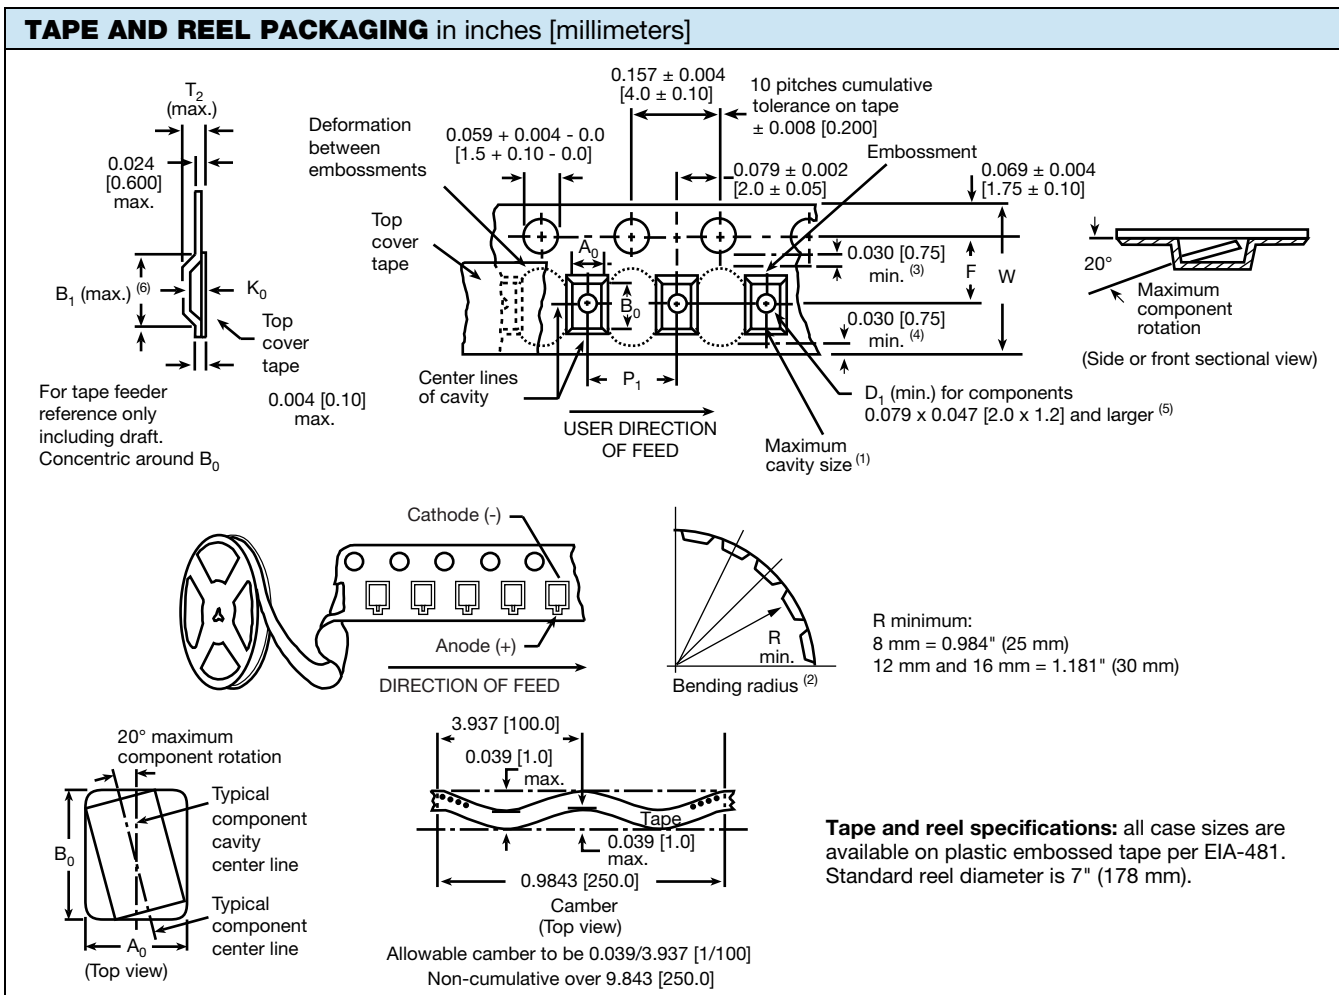 TAPE AND REEL PACKAGING in inches [millimeters]
T2
(max.)
0.024
[0.600]
max.
B1 (max.) (6)
K0
Top
cover
tape
0.004 [0.10]
max.
For tape feeder
reference only
including draft.
Concentric around B0
Deformation
between
embossments
Top
cover
tape
0.059 + 0.004 - 0.0
[1.5 + 0.10 - 0.0]
0.157 ± 0.004
[4.0 ± 0.10]
10 pitches cumulative
tolerance on tape
± 0.008 [0.200]
0.079 ± 0.002
[2.0 ± 0.05]
Embossment
0.069 ± 0.004
[1.75 ± 0.10]
A0
B0
0.030 [0.75]
min. (3)
F
W
0.030 [0.75]
min. (4)
Center lines
of cavity
P1
USER DIRECTION
OF FEED
D1 (min.) for components
0.079 x 0.047 [2.0 x 1.2] and larger (5)
Maximum
cavity size (1)
20°
Maximum
component
rotation
(Side or front sectional view)
Cathode (-)
Anode (+)
DIRECTION OF FEED
R
min.
Bending radius (2)
R minimum:
8 mm = 0.984" (25 mm)
12 mm and 16 mm = 1.181" (30 mm)
20° maximum
component rotation
Typical
component
cavity
center line
B0
Typical
component
center line
A0
(Top view)
3.937 [100.0]
0.039 [1.0]
max.
Tape
0.039 [1.0]
max.
0.9843 [250.0]
Camber
(Top view)
Allowable camber to be 0.039/3.937 [1/100]
Non-cumulative over 9.843 [250.0]
Tape and reel specifications: all case sizes are
available on plastic embossed tape per EIA-481.
Standard reel diameter is 7" (178 mm).